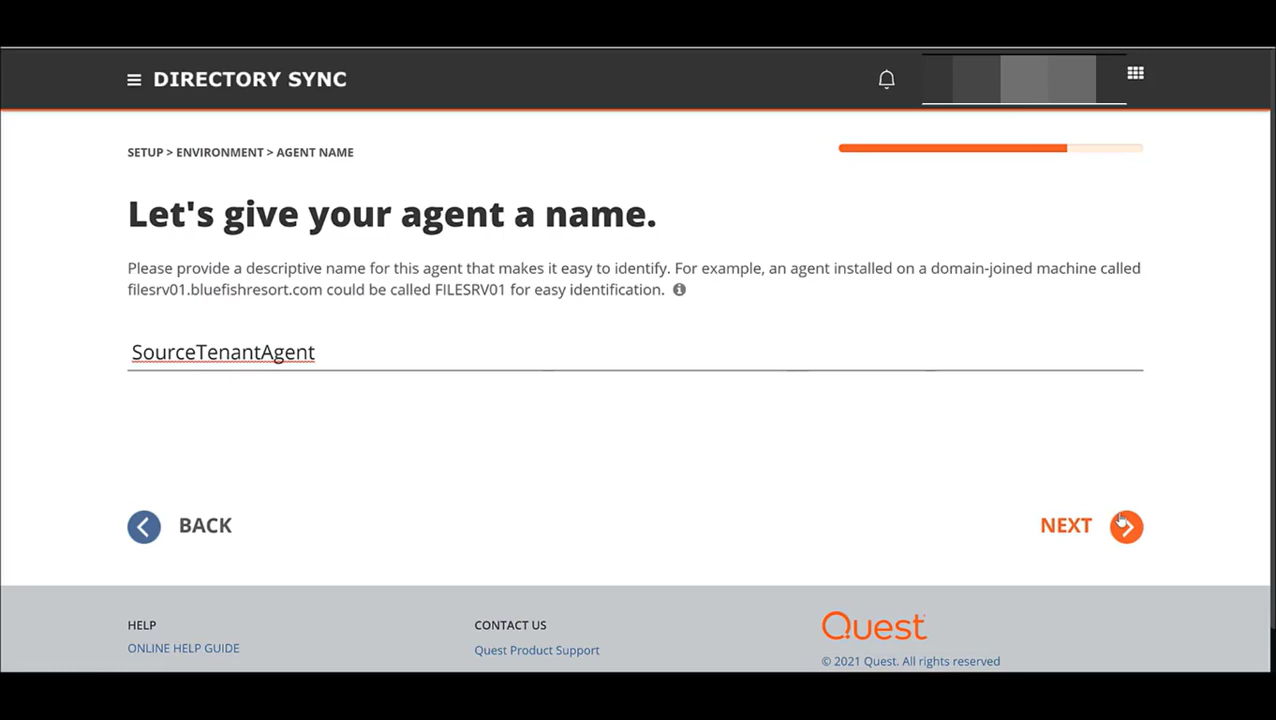 DIRECTORY SYNC
SETUP > ENVIRONMENT > AGENT NAME
Let's give your agent a name.
Please provide a descriptive name for this agent that makes it easy to identify. For example, an agent installed on a domain-joined machine called
filesrv01.bluefishresort.com could be called FILESRV01 for easy identification.
SourceTenantAgent
BACK
NEXT
HELP
ONLINE HELP GUIDE
CONTACT US
Quest Product Support
Quest
© 2021 Quest. All rights reserved